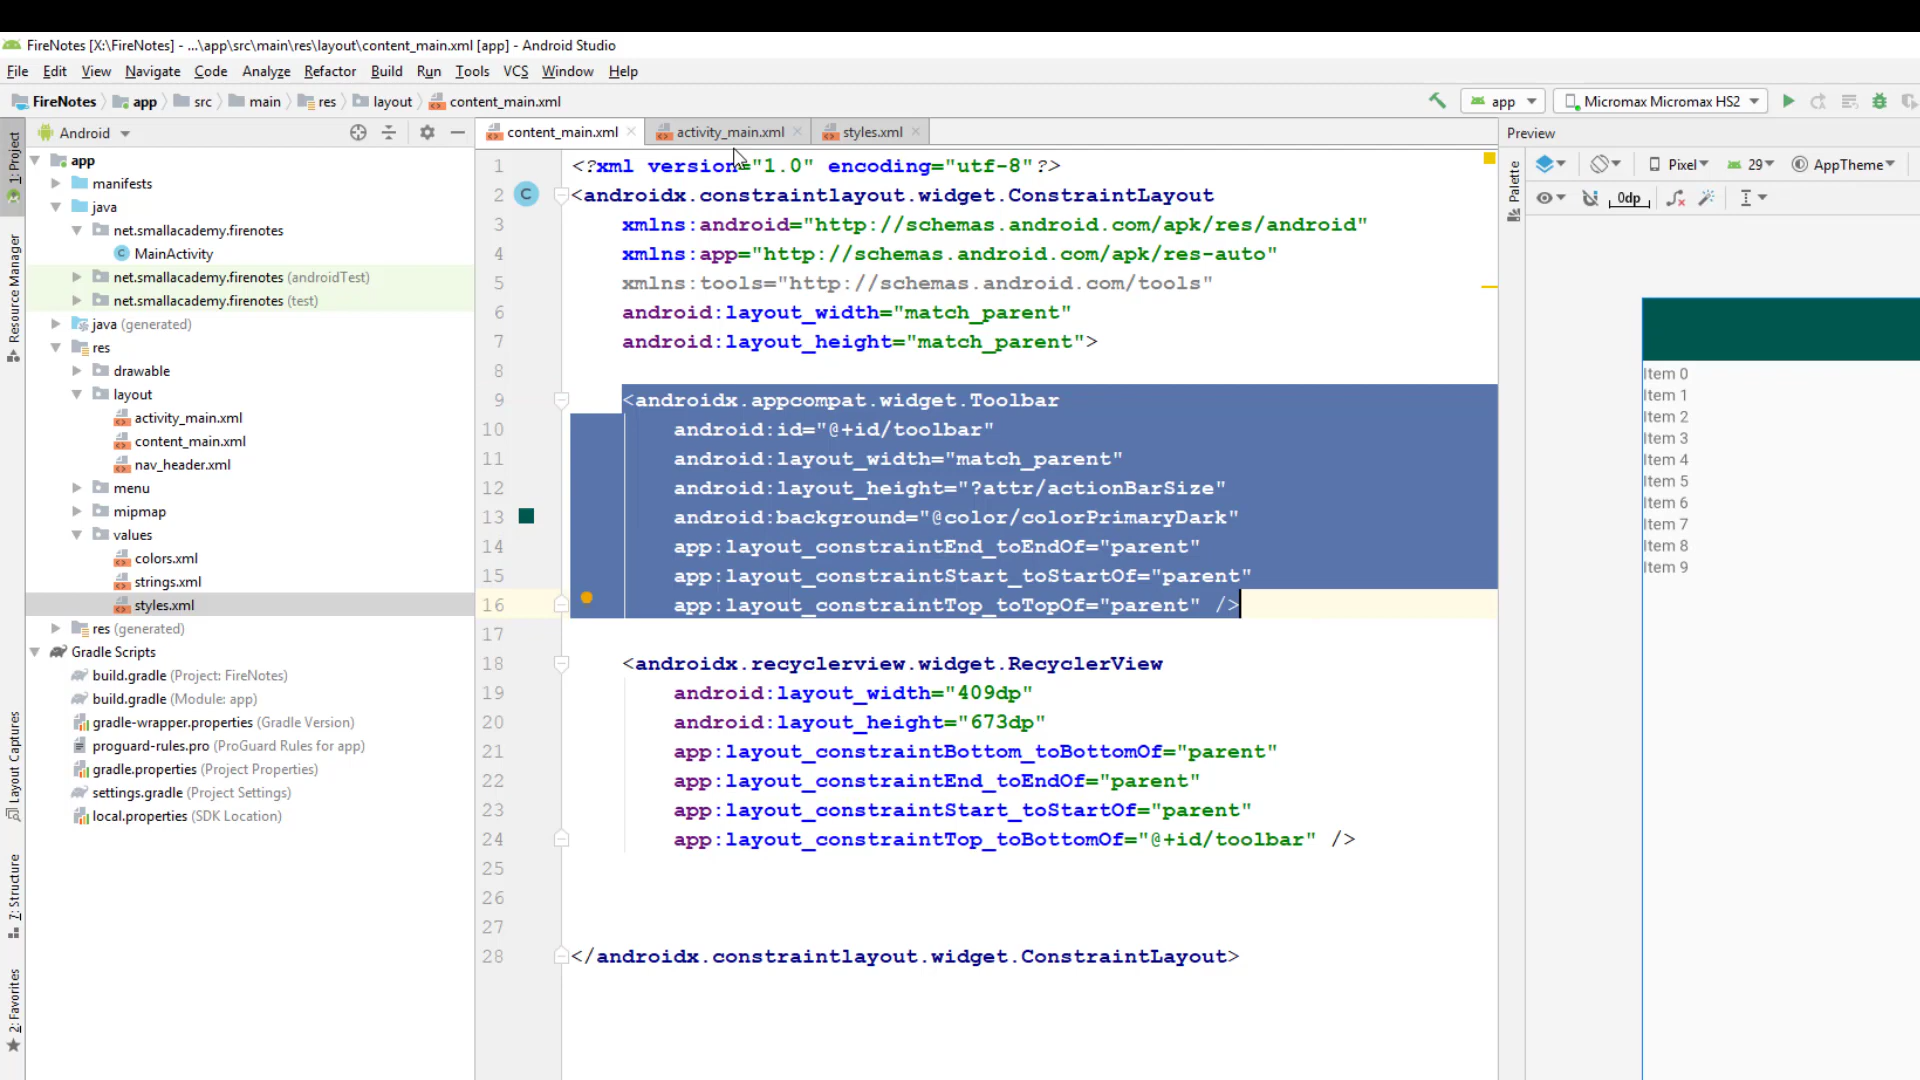 FireNotes [X:\FireNotes] - ...\app\src\main\res\layout\content_main.xml [app] - Android Studio
File Edit View Navigate Code Analyze Refactor Build Run Tools VCS Window Help
FireNotes app src main res layout content_main.xml app Micromax Micromax HS2
Android content_main.xml activity_main.xml styles.xml Preview
1: Project
Resource Manager
Layout Captures
7: Structure
2: Favorites
app
manifests
java
net.smallacademy.firenotes
MainActivity
net.smallacademy.firenotes (androidTest)
net.smallacademy.firenotes (test)
java (generated)
res
drawable
layout
activity_main.xml
content_main.xml
nav_header.xml
menu
mipmap
values
colors.xml
strings.xml
styles.xml
res (generated)
Gradle Scripts
build.gradle (Project: FireNotes)
build.gradle (Module: app)
gradle-wrapper.properties (Gradle Version)
proguard-rules.pro (ProGuard Rules for app)
gradle.properties (Project Properties)
settings.gradle (Project Settings)
local.properties (SDK Location)
1 <?xml version="1.0" encoding="utf-8"?>
2 C <androidx.constraintlayout.widget.ConstraintLayout
3 xmlns:android="http://schemas.android.com/apk/res/android"
4 xmlns:app="http://schemas.android.com/apk/res-auto"
5 xmlns:tools="http://schemas.android.com/tools"
6 android:layout_width="match_parent"
7 android:layout_height="match_parent">
8
9 <androidx.appcompat.widget.Toolbar
10 android:id="@+id/toolbar"
11 android:layout_width="match_parent"
12 android:layout_height="?attr/actionBarSize"
13 android:background="@color/colorPrimaryDark"
14 app:layout_constraintEnd_toEndOf="parent"
15 app:layout_constraintStart_toStartOf="parent"
16 app:layout_constraintTop_toTopOf="parent" />
17
18 <androidx.recyclerview.widget.RecyclerView
19 android:layout_width="409dp"
20 android:layout_height="673dp"
21 app:layout_constraintBottom_toBottomOf="parent"
22 app:layout_constraintEnd_toEndOf="parent"
23 app:layout_constraintStart_toStartOf="parent"
24 app:layout_constraintTop_toBottomOf="@+id/toolbar" />
25
26
27
28 </androidx.constraintlayout.widget.ConstraintLayout>
Palette
Pixel 29 AppTheme
0dp
Item 0
Item 1
Item 2
Item 3
Item 4
Item 5
Item 6
Item 7
Item 8
Item 9